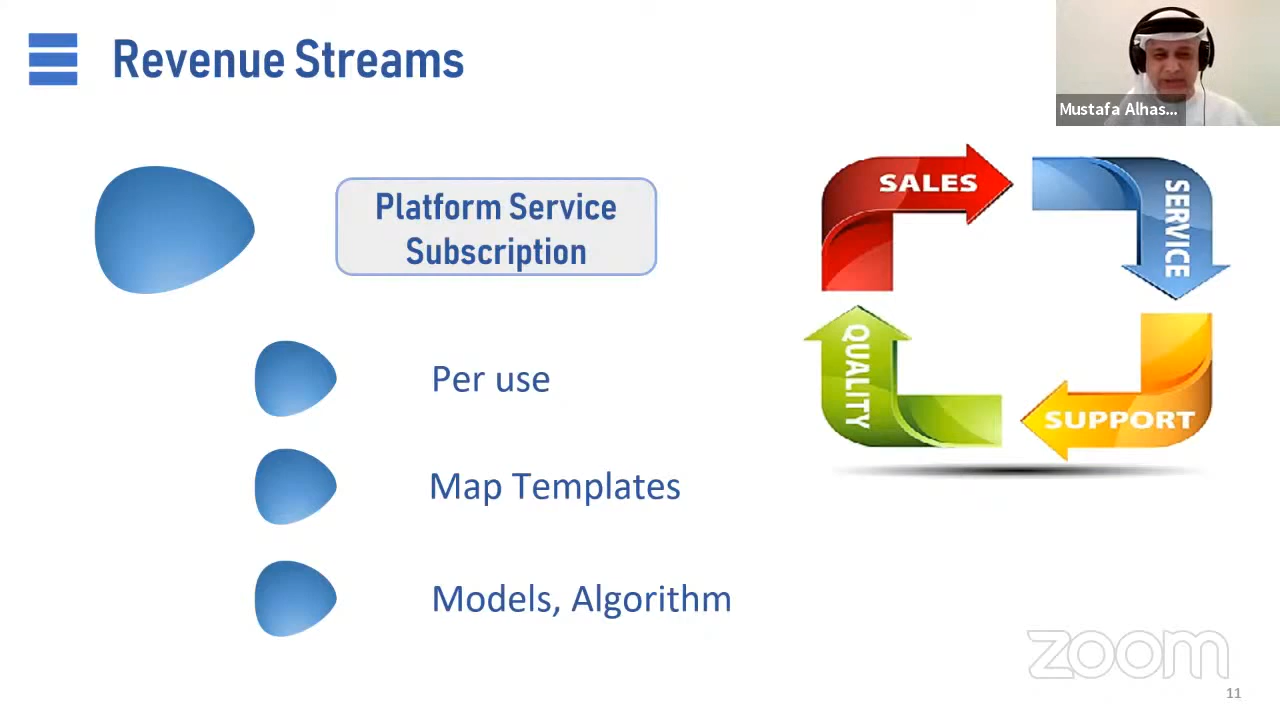 Revenue Streams
Mustafa Alhas...
Platform Service
Subscription
SALES
SERVICE
SUPPORT
QUALITY
Per use
Map Templates
Models, Algorithm
zoom
11